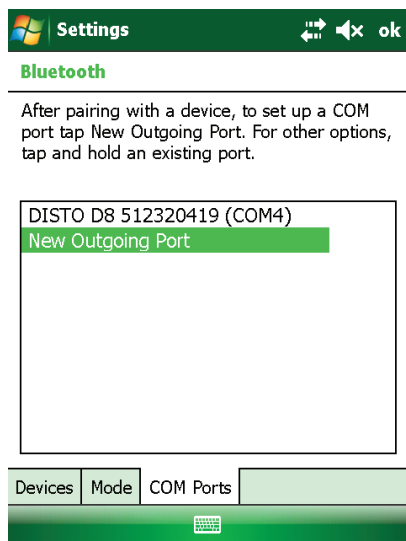 Settings ok
Bluetooth
After pairing with a device, to set up a COM
port tap New Outgoing Port. For other options,
tap and hold an existing port.
DISTO D8 512320419 (COM4)
New Outgoing Port
Devices Mode COM Ports